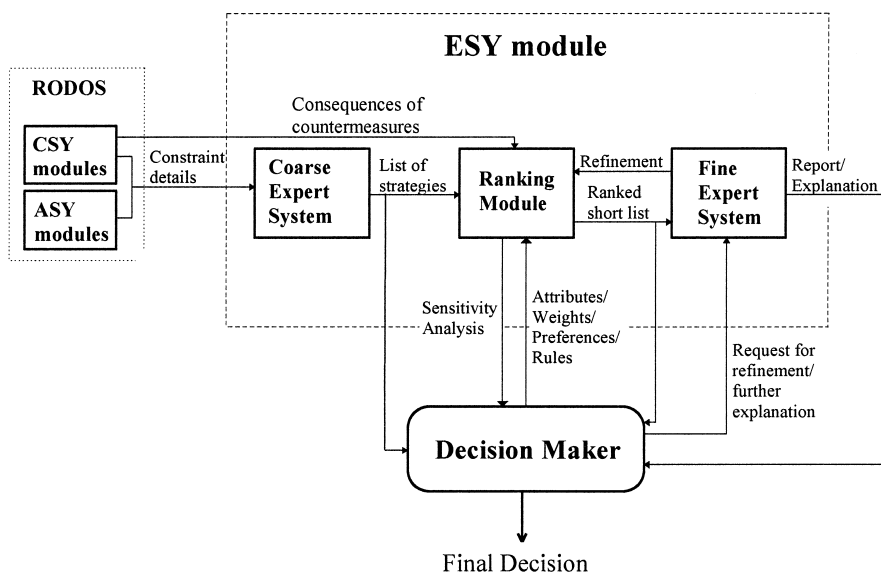 ESY module
RODOS
CSY
modules
ASY
modules
Consequences of
countermeasures
Constraint
details
Coarse
Expert
System
List of
strategies
Ranking
Module
Refinement
Ranked
short list
Fine
Expert
System
Report/
Explanation
Sensitivity
Analysis
Attributes/
Weights/
Preferences/
Rules
Request for
refinement/
further
explanation
Decision Maker
Final Decision